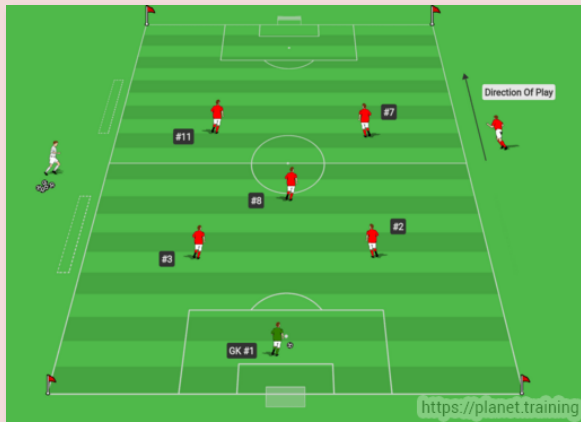 Direction Of Play
#7
#11
#8
#2
#3
GK #1
https://planet.training